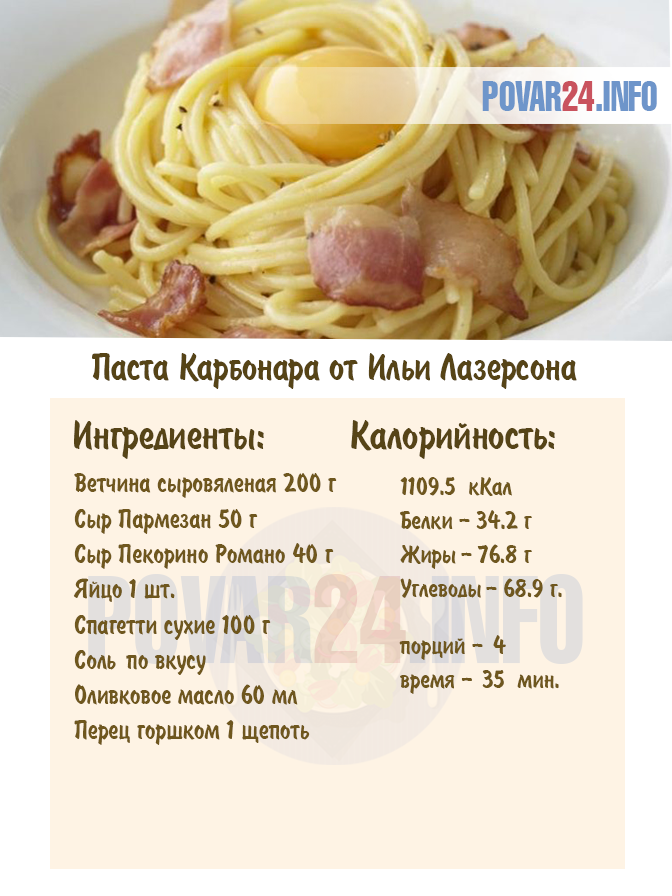 POVAR24.INFO
Паста Карбонара от Ильи Лазерсона
Ингредиенты:
Ветчина сыровяленая 200 г
Сыр Пармезан 50 г
Сыр Пекорино Романо 40 г
Яйцо 1 шт.
Спагетти сухие 100 г
Соль по вкусу
Оливковое масло 60 мл
Перец горшком 1 щепоть
Калорийность:
1109.5 кКал
Белки - 34.2 г
Жиры - 76.8 г
Углеводы - 68.9 г.
порций - 4
время - 35 мин.
POVAR24.INFO